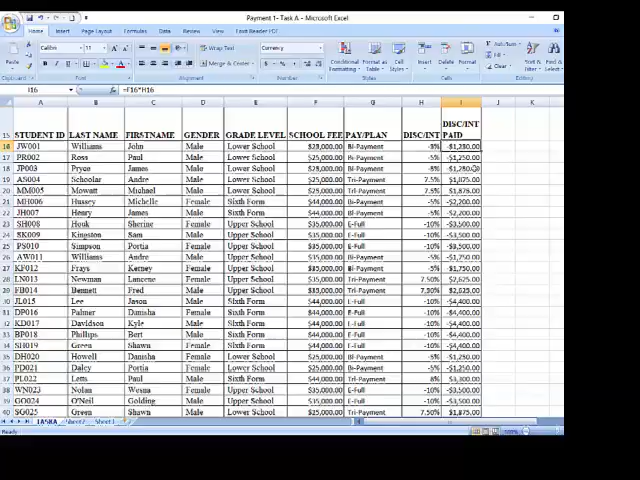 Payment 1- Task A - Microsoft Excel
Home Insert Page Layout Formulas Data Review View
Calibri 11 Wrap Text Currency AutoSum
Paste Merge & Center Conditional Formatting Format as Table Cell Styles Insert Delete Format Fill Clear
Clipboard Font Alignment Number Styles Cells Editing
I16 =F16*H16
A B C D E F G H I J K L
15 STUDENT ID LAST NAME FIRSTNAME GENDER GRADE LEVEL SCHOOL FEE PAY/PLAN DISC/INT DISC/INT PAID
16 JW001 Williams John Male Lower School Bi-Payment
17 PR002 Ross Paul Male Lower School $25,000.00 Bi-Payment -5% -$1,250.00
18 JP003 Pryce James Male Lower School Bi-Payment
19 AS004 Schoolar Andre Male Lower School $25,000.00 Tri-Payment 7.5% $1,875.00
20 MM005 Mowatt Michael Male Lower School $25,000.00 Tri-Payment 7.5% $1,875.00
21 MH006 Hussey Michelle Female Sixth Form $44,000.00 Bi-Payment -5% -$2,200.00
22 JH007 Henry James Male Sixth Form $44,000.00 Bi-Payment -5% -$2,200.00
23 SH008 Houk Sherine Female Upper School $35,000.00 E-Full -10% -$3,500.00
24 SK009 Kingston Sam Male Upper School $35,000.00 E-Full -10% -$3,500.00
25 PS010 Simpson Portia Female Upper School $35,000.00 E-Full -10% -$3,500.00
26 AW011 Williams Andre Male Lower School $25,000.00 Bi-Payment -5% -$1,250.00
27 KF012 Frays Kerney Female Upper School $35,000.00 Bi-Payment -5% -$1,750.00
28 LN013 Newman Lancene Female Upper School $35,000.00 Tri-Payment 7.50% $2,625.00
29 FB014 Bennett Fred Male Upper School $35,000.00 Tri-Payment 7.50% $2,625.00
30 JL015 Lee Jason Male Sixth Form $44,000.00 E-Full -10% -$4,400.00
31 DP016 Palmer Danisha Female Sixth Form $44,000.00 E-Full -10% -$4,400.00
32 KD017 Davidson Kyle Male Sixth Form $44,000.00 E-Full -10% -$4,400.00
33 BP018 Phillips Bert Male Sixth Form $44,000.00 E-Full -10% -$4,400.00
34 SH019 Green Shawn Male Sixth Form $44,000.00 E-Full -10% -$4,400.00
35 DH020 Howell Danisha Female Lower School $25,000.00 Bi-Payment -5% -$1,250.00
36 PD021 Daley Portia Female Lower School $25,000.00 Bi-Payment -5% -$1,250.00
37 PL022 Letts Paul Male Sixth Form $44,000.00 Tri-Payment 8% $3,300.00
38 WN023 Nolan Wesna Female Upper School $35,000.00 E-Full -10% -$3,500.00
39 GO024 O'Neil Golding Male Upper School $35,000.00 E-Full -10% -$3,500.00
40 SG025 Green Shawn Male Lower School $25,000.00 Tri-Payment 7.50% $1,875.00
TASKA Sheet2 Sheet3
Ready 100%